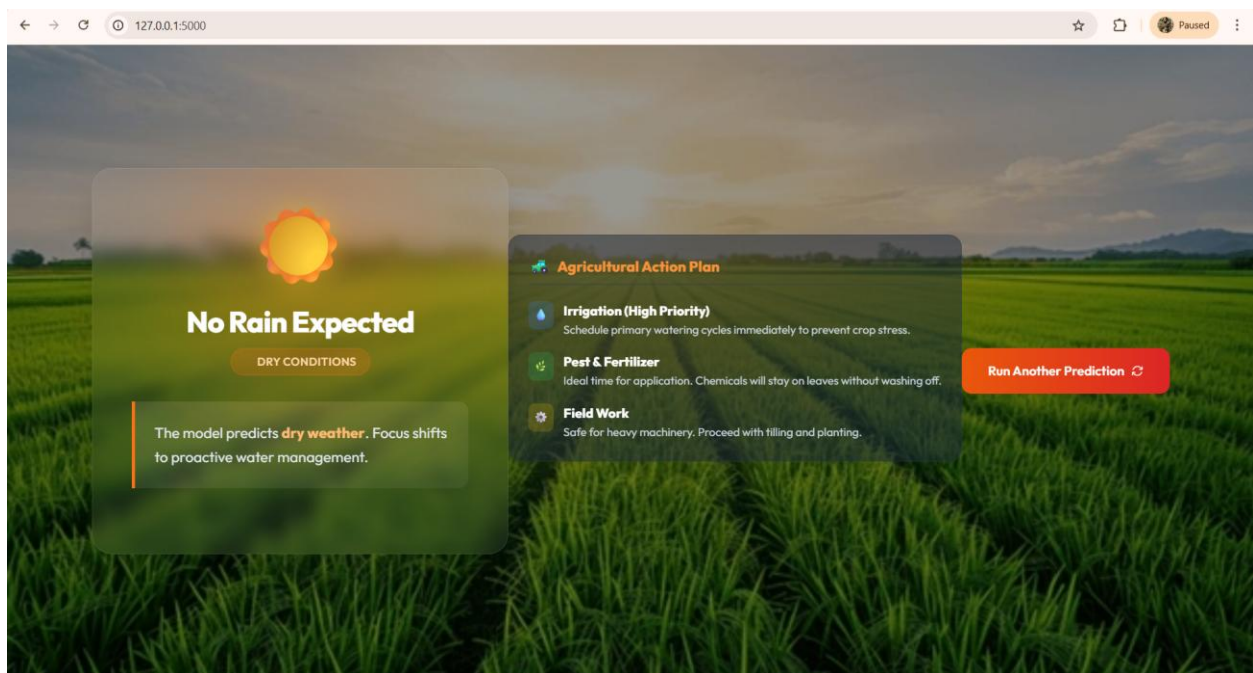 127.0.0.1:5000
Paused
No Rain Expected
DRY CONDITIONS
The model predicts dry weather. Focus shifts
to proactive water management.
Agricultural Action Plan
Irrigation (High Priority)
Schedule primary watering cycles immediately to prevent crop stress.
Pest & Fertilizer
Ideal time for application. Chemicals will stay on leaves without washing off.
Field Work
Safe for heavy machinery. Proceed with tilling and planting.
Run Another Prediction